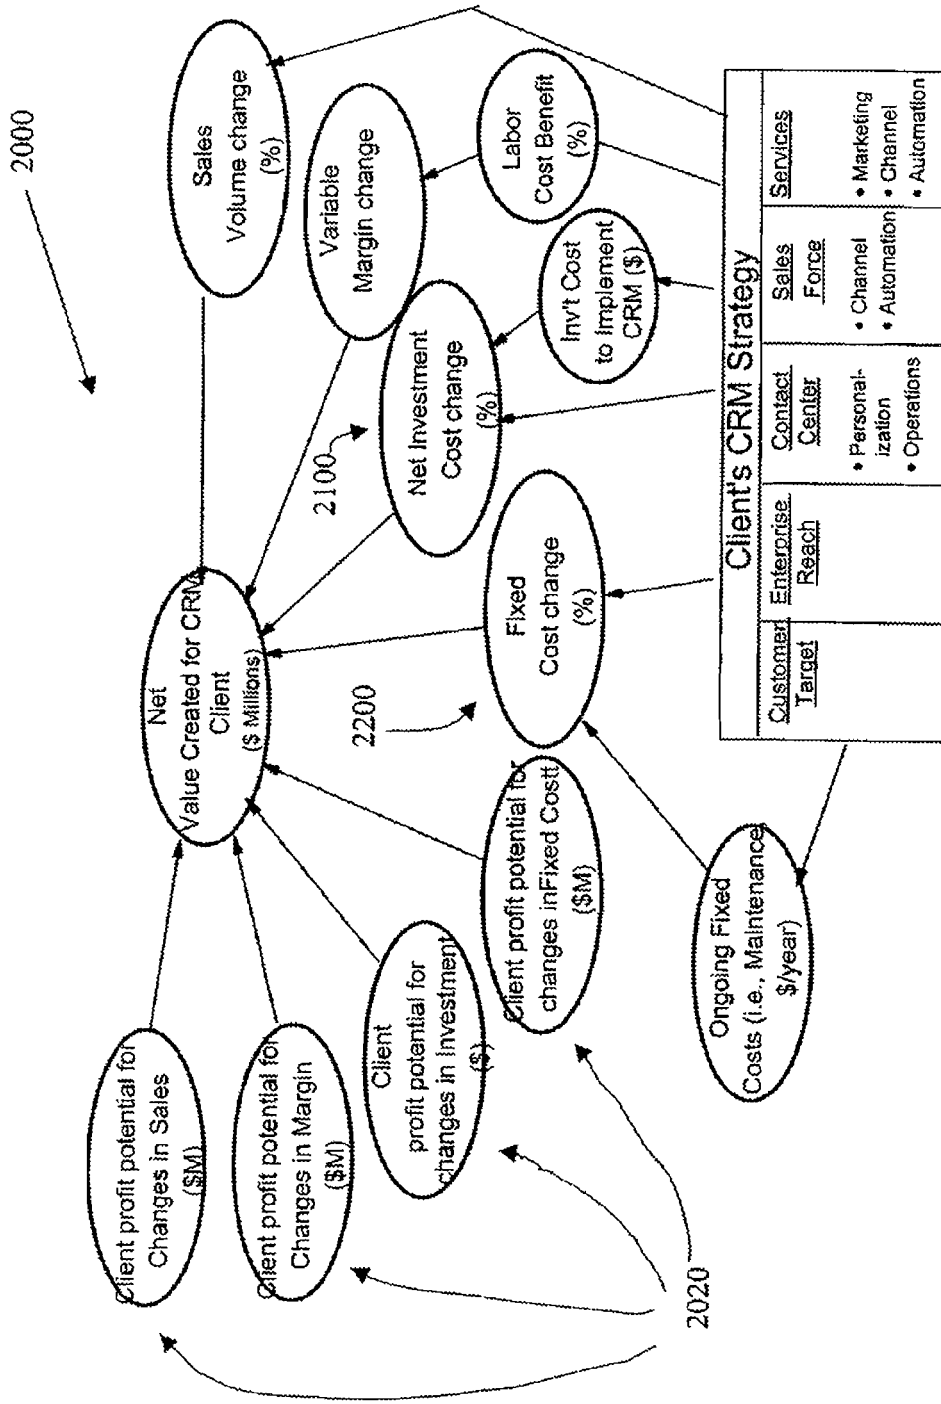 2000
Net
Value Created for CRM
Client
($ Millions)
Client profit potential for
Changes in Sales
($M)
Client profit potential for
Changes in Margin
($M)
Client
profit potential for
changes in Investment
($)
Client profit potential for
changes inFixed Costt
($M)
2020
Sales
Volume change
(%)
Variable
Margin change
2100
Net Investment
Cost change
(%)
2200
Fixed
Cost change
(%)
Labor
Cost Benefit
(%)
Inv't Cost
to Implement
CRM ($)
Ongoing Fixed
Costs (i.e., Maintenance
$/year)
Client's CRM Strategy
Customer
Target
Enterprise
Reach
Contact
Center
• Personal-
ization
• Operations
Sales
Force
• Channel
• Automation
Services
• Marketing
• Channel
• Automation